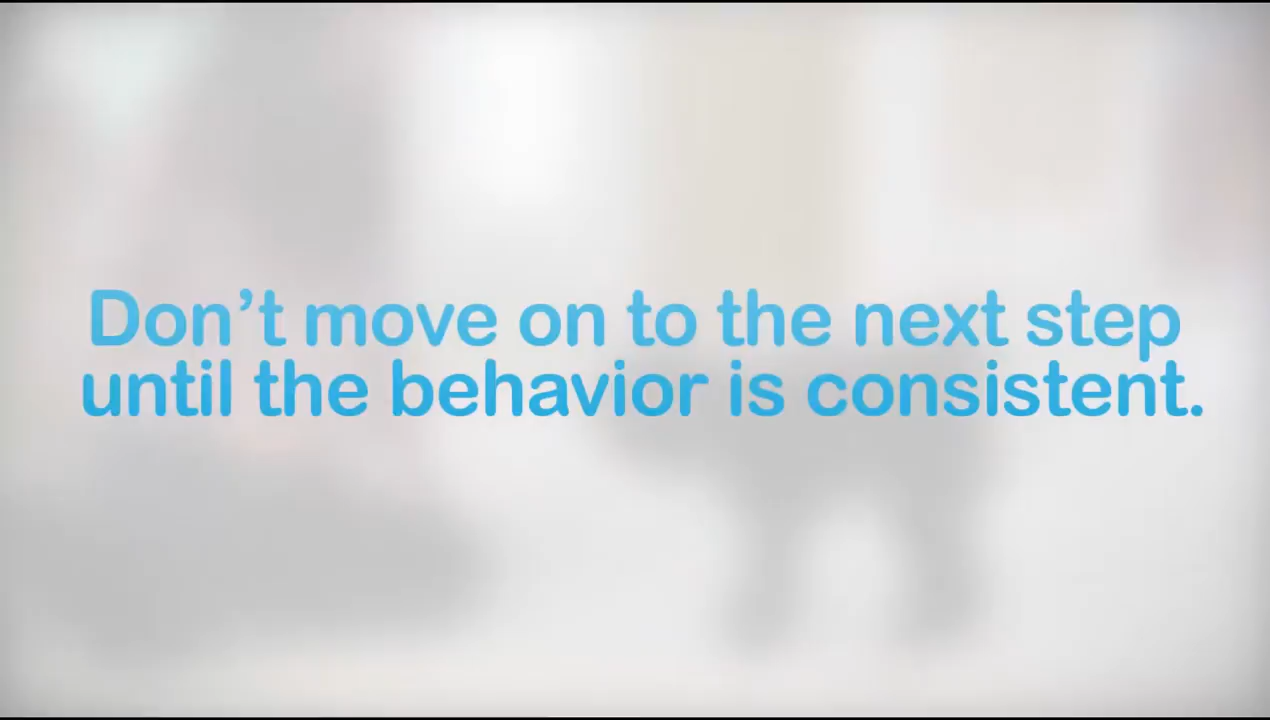 Don’t move on to the next step
until the behavior is consistent.